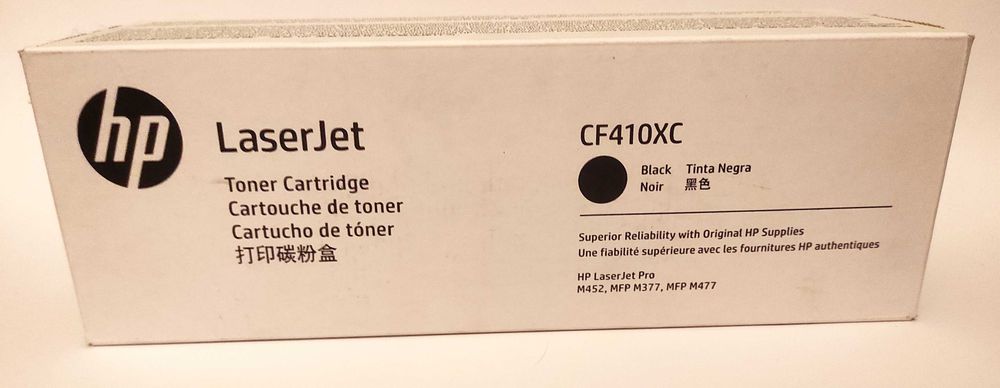 hp
LaserJet
Toner Cartridge
Cartouche de toner
Cartucho de tóner
打印碳粉盒
CF410XC
Black Tinta Negra
Noir 黑色
Superior Reliability with Original HP Supplies
Une fiabilité supérieure avec les fournitures HP authentiques
HP LaserJet Pro
M452, MFP M377, MFP M477